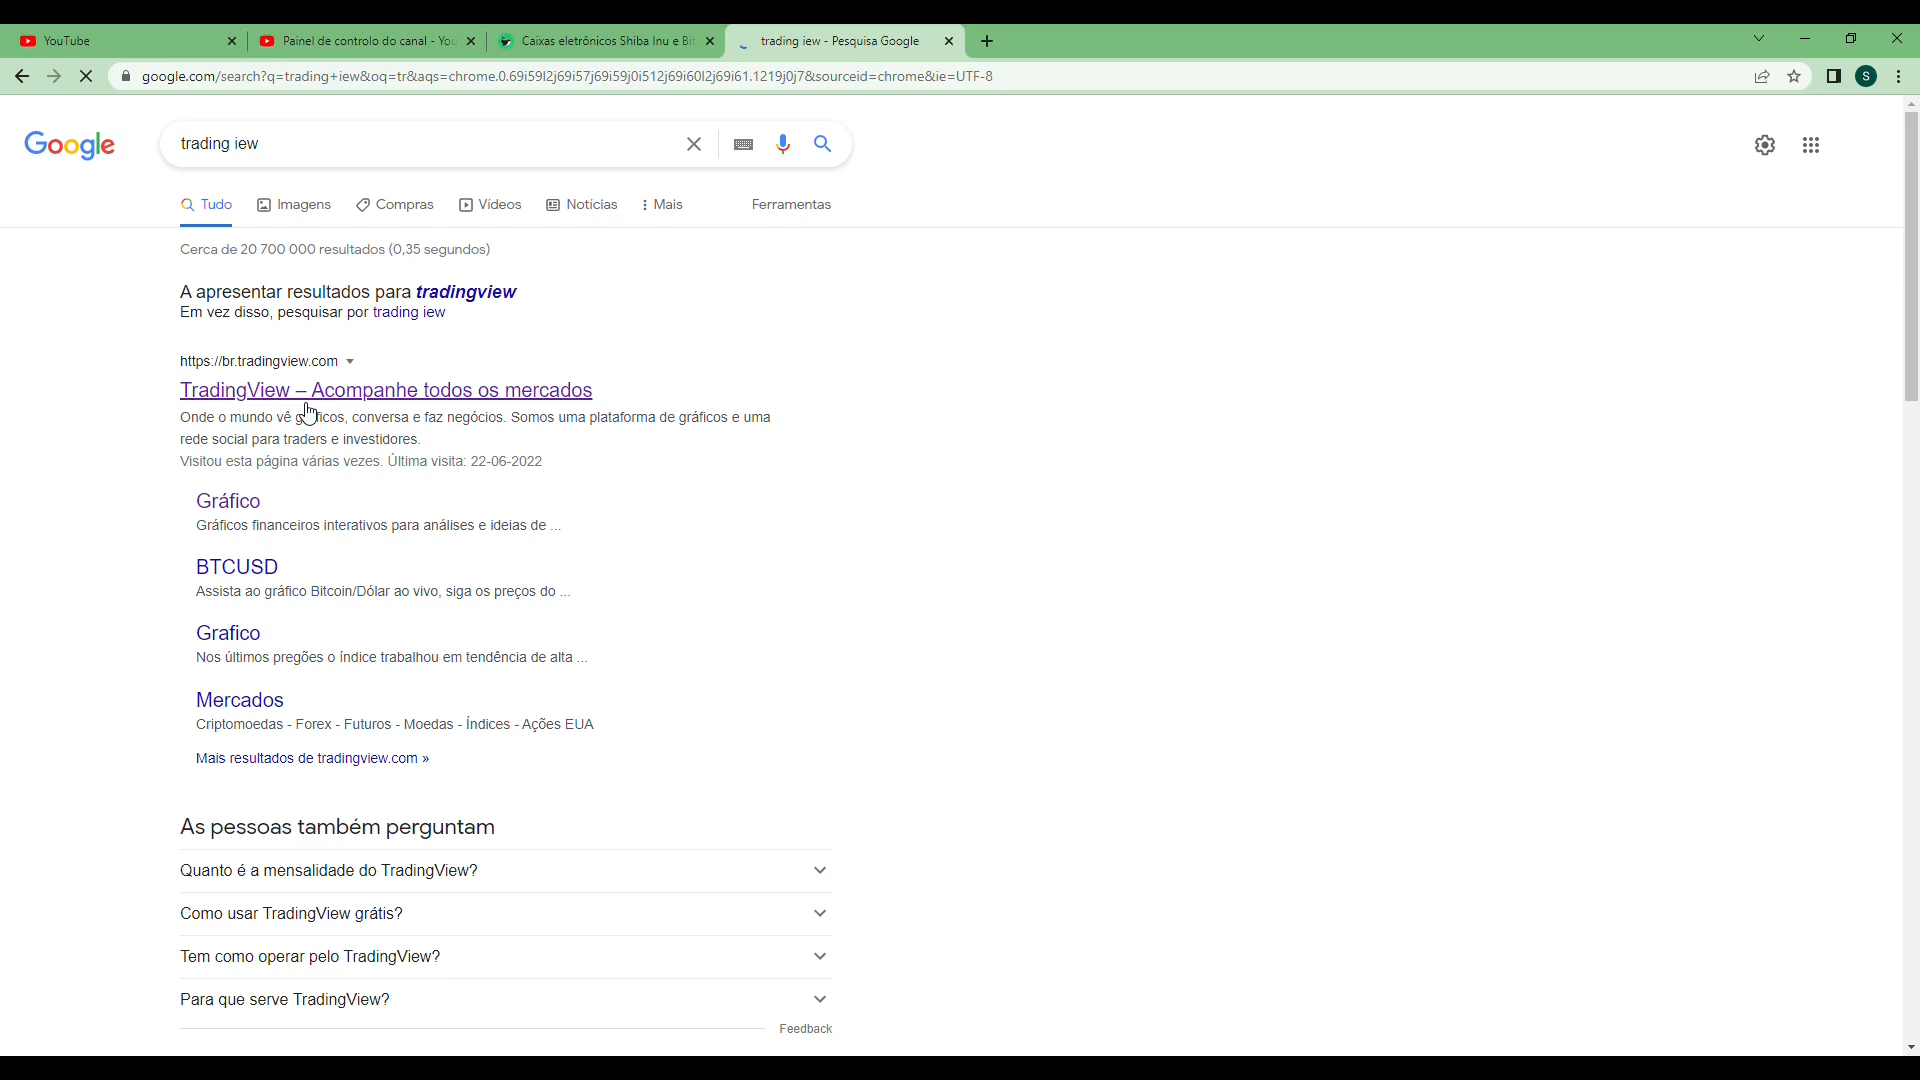 YouTube
Painel de controlo do canal - You
Caixas eletrônicos Shiba Inu e Bit
trading iew - Pesquisa Google
google.com/search?q=trading+iew&oq=tr&aqs=chrome.0.69i59l2j69i57j69i59j0i512j69i60l2j69i61.1219j0j7&sourceid=chrome&ie=UTF-8
S
Google
trading iew
Tudo
Imagens
Compras
Vídeos
Notícias
Mais
Ferramentas
Cerca de 20 700 000 resultados (0,35 segundos)
A apresentar resultados para tradingview
Em vez disso, pesquisar por trading iew
https://br.tradingview.com
TradingView – Acompanhe todos os mercados
Onde o mundo vê gráficos, conversa e faz negócios. Somos uma plataforma de gráficos e uma
rede social para traders e investidores.
Visitou esta página várias vezes. Última visita: 22-06-2022
Gráfico
Gráficos financeiros interativos para análises e ideias de ...
BTCUSD
Assista ao gráfico Bitcoin/Dólar ao vivo, siga os preços do ...
Grafico
Nos últimos pregões o índice trabalhou em tendência de alta ...
Mercados
Criptomoedas - Forex - Futuros - Moedas - Índices - Ações EUA
Mais resultados de tradingview.com »
As pessoas também perguntam
Quanto é a mensalidade do TradingView?
Como usar TradingView grátis?
Tem como operar pelo TradingView?
Para que serve TradingView?
Feedback